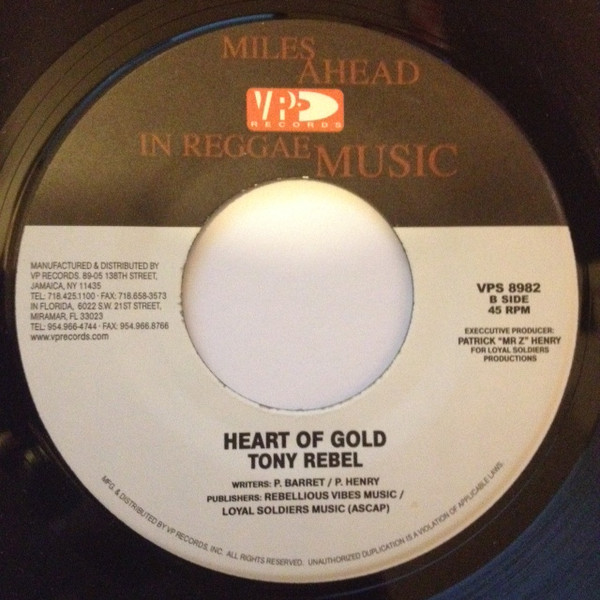 MILES
AHEAD
VP
RECORDS
IN REGGAE MUSIC
MANUFACTURED & DISTRIBUTED BY
VP RECORDS. 89-05 138TH STREET,
JAMAICA, NY 11435
TEL: 718.425.1100 · FAX: 718.658-3573
IN FLORIDA, 6022 S.W. 21ST STREET,
MIRAMAR, FL 33023
TEL: 954.966-4744 · FAX: 954.966.8766
www.vprecords.com
VPS 8982
B SIDE
45 RPM
EXECCUTIVE PRODUCER:
PATRICK "MR Z" HENRY
FOR LOYAL SOLDIERS
PRODUCTIONS
HEART OF GOLD
TONY REBEL
WRITERS: P. BARRET / P. HENRY
PUBLISHERS: REBELLIOUS VIBES MUSIC /
LOYAL SOLDIERS MUSIC (ASCAP)
MFG. & DISTRIBUTED BY VP RECORDS, INC. ALL RIGHTS RESERVED. UNAUTHORIZED DUPLICATION IS A VIOLATION OF APPLICABLE LAWS.